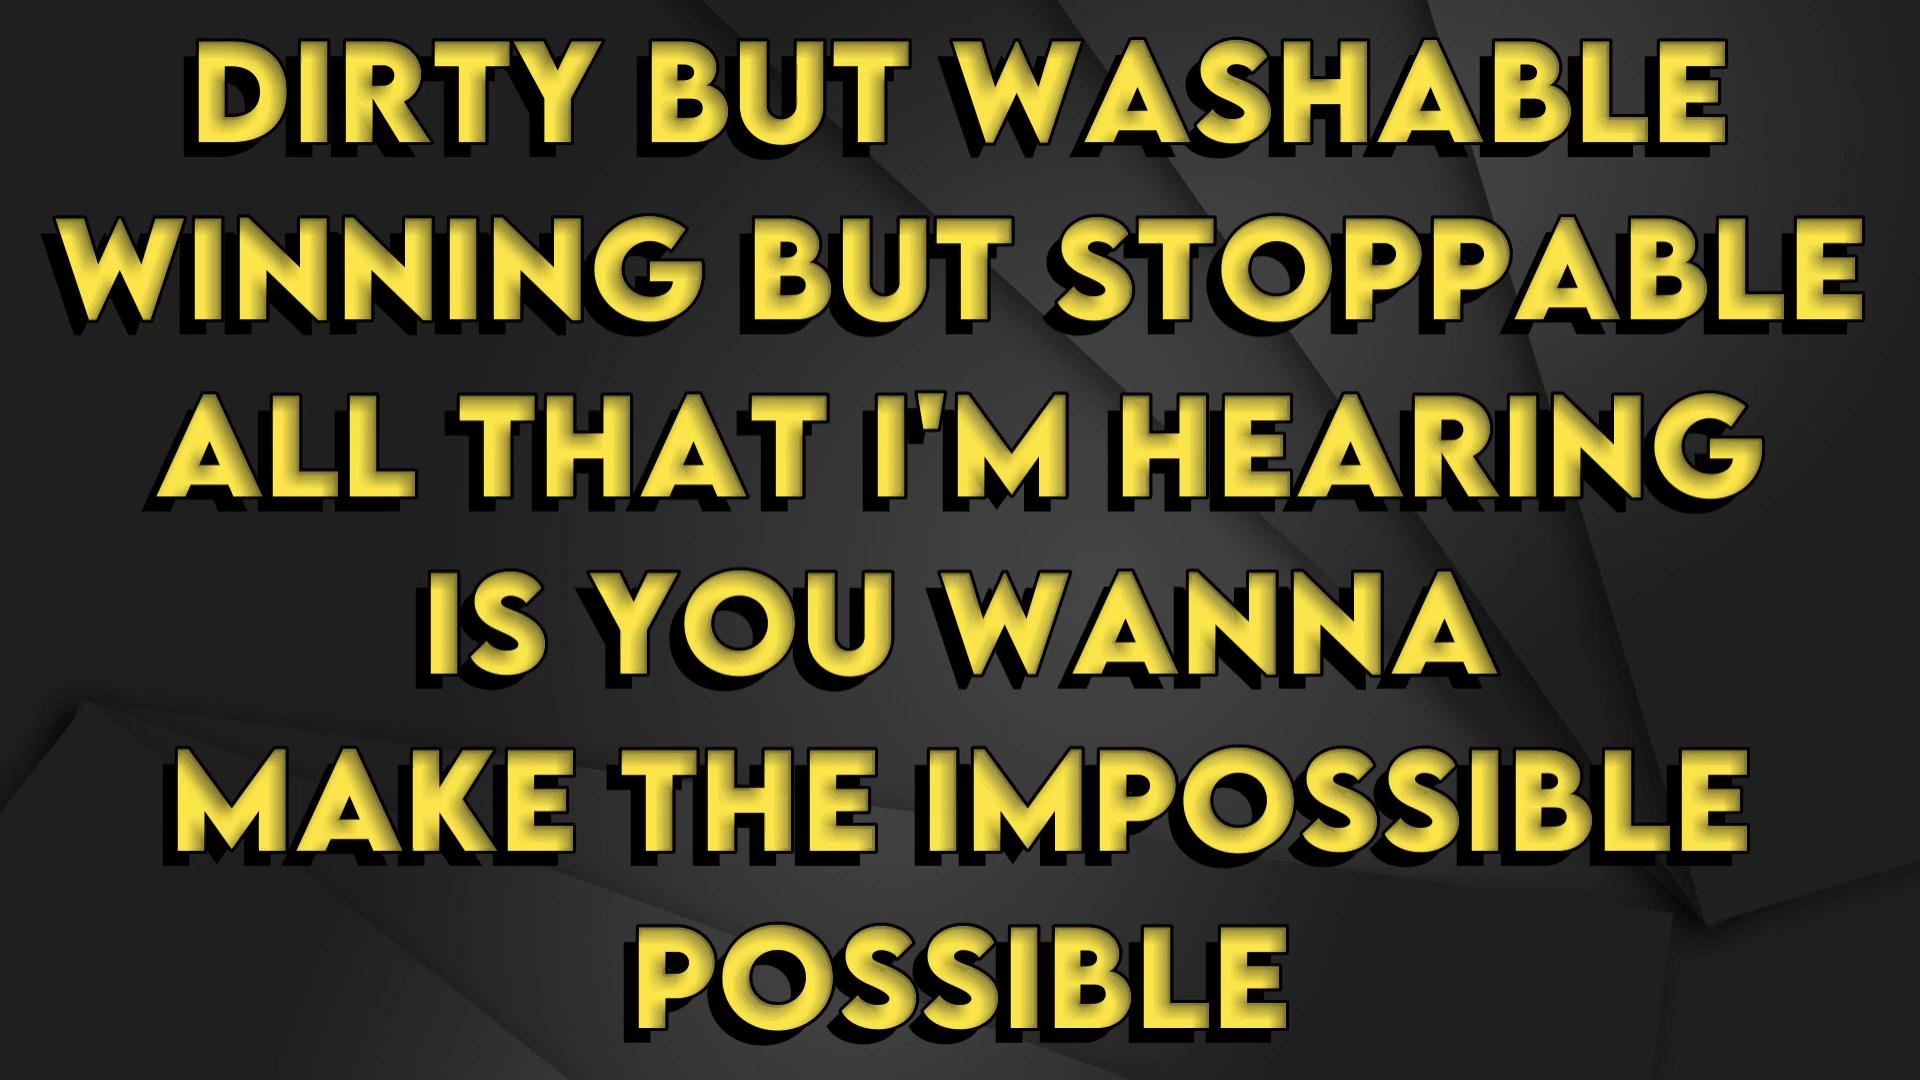 DIRTY BUT WASHABLE
WINNING BUT STOPPABLE
ALL THAT I'M HEARING
IS YOU WANNA
MAKE THE IMPOSSIBLE
POSSIBLE